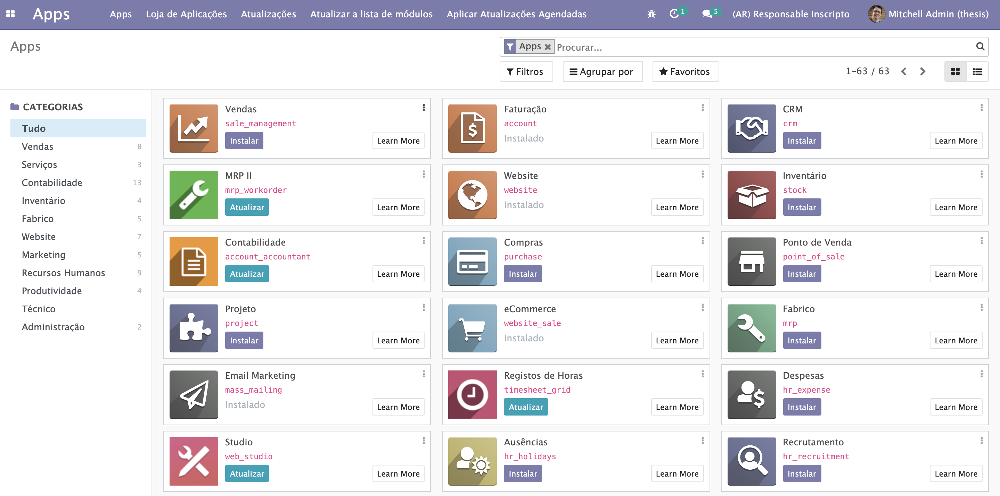 Apps
Apps Loja de Aplicações Atualizações Atualizar a lista de módulos Aplicar Atualizações Agendadas
1 5 (AR) Responsable Inscripto Mitchell Admin (thesis)
Apps
Apps Procurar...
Filtros Agrupar por Favoritos 1-63 / 63
CATEGORIAS
Tudo
Vendas 8
Serviços 3
Contabilidade 13
Inventário 4
Fabrico 5
Website 7
Marketing 5
Recursos Humanos 9
Produtividade 4
Técnico
Administração 2
Vendas
sale_management
Instalar Learn More
Faturação
account
Instalado Learn More
CRM
crm
Instalar Learn More
MRP II
mrp_workorder
Atualizar Learn More
Website
website
Instalado Learn More
Inventário
stock
Instalar Learn More
Contabilidade
account_accountant
Atualizar Learn More
Compras
purchase
Instalar Learn More
Ponto de Venda
point_of_sale
Instalar Learn More
Projeto
project
Instalar Learn More
eCommerce
website_sale
Instalado Learn More
Fabrico
mrp
Instalar Learn More
Email Marketing
mass_mailing
Instalado Learn More
Registos de Horas
timesheet_grid
Atualizar Learn More
Despesas
hr_expense
Instalar Learn More
Studio
web_studio
Atualizar Learn More
Ausências
hr_holidays
Instalar Learn More
Recrutamento
hr_recruitment
Instalar Learn More